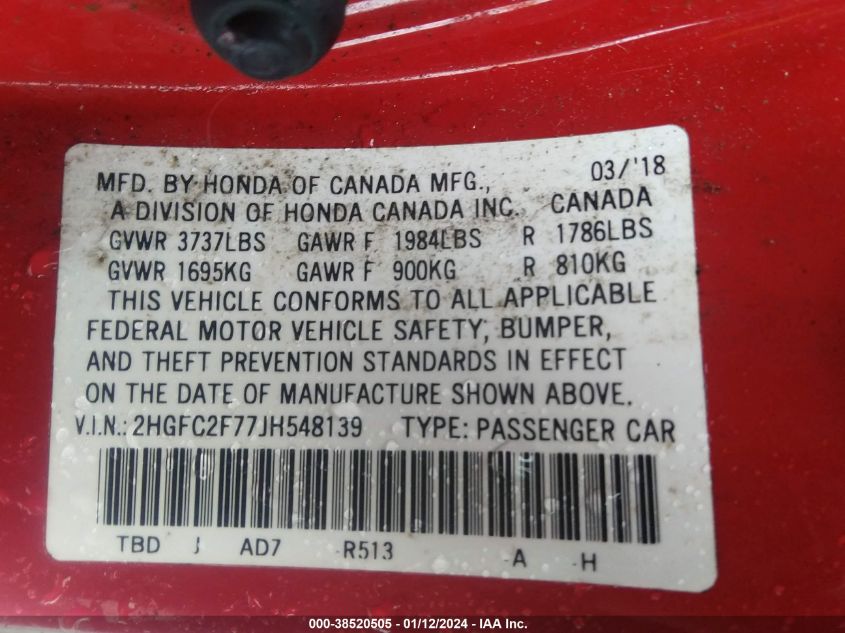 MFD. BY HONDA OF CANADA MFG., 03/'18
A DIVISION OF HONDA CANADA INC. CANADA
GVWR 3737LBS GAWR F 1984LBS R 1786LBS
GVWR 1695KG GAWR F 900KG R 810KG
THIS VEHICLE CONFORMS TO ALL APPLICABLE
FEDERAL MOTOR VEHICLE SAFETY, BUMPER,
AND THEFT PREVENTION STANDARDS IN EFFECT
ON THE DATE OF MANUFACTURE SHOWN ABOVE.
V.I.N.: 2HGFC2F77JH548139 TYPE: PASSENGER CAR
TBD AD7 -R513 -A -H
000-38520505 - 01/12/2024 - IAA Inc.